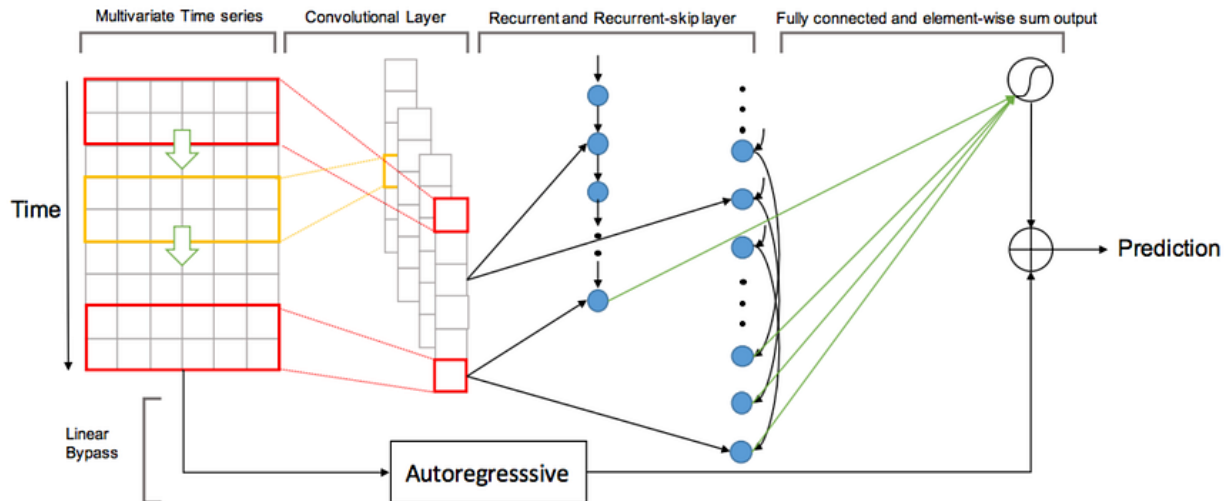 Multivariate Time series
Convolutional Layer
Recurrent and Recurrent-skip layer
Fully connected and element-wise sum output
Time
Prediction
Linear
Bypass
Autoregresssive